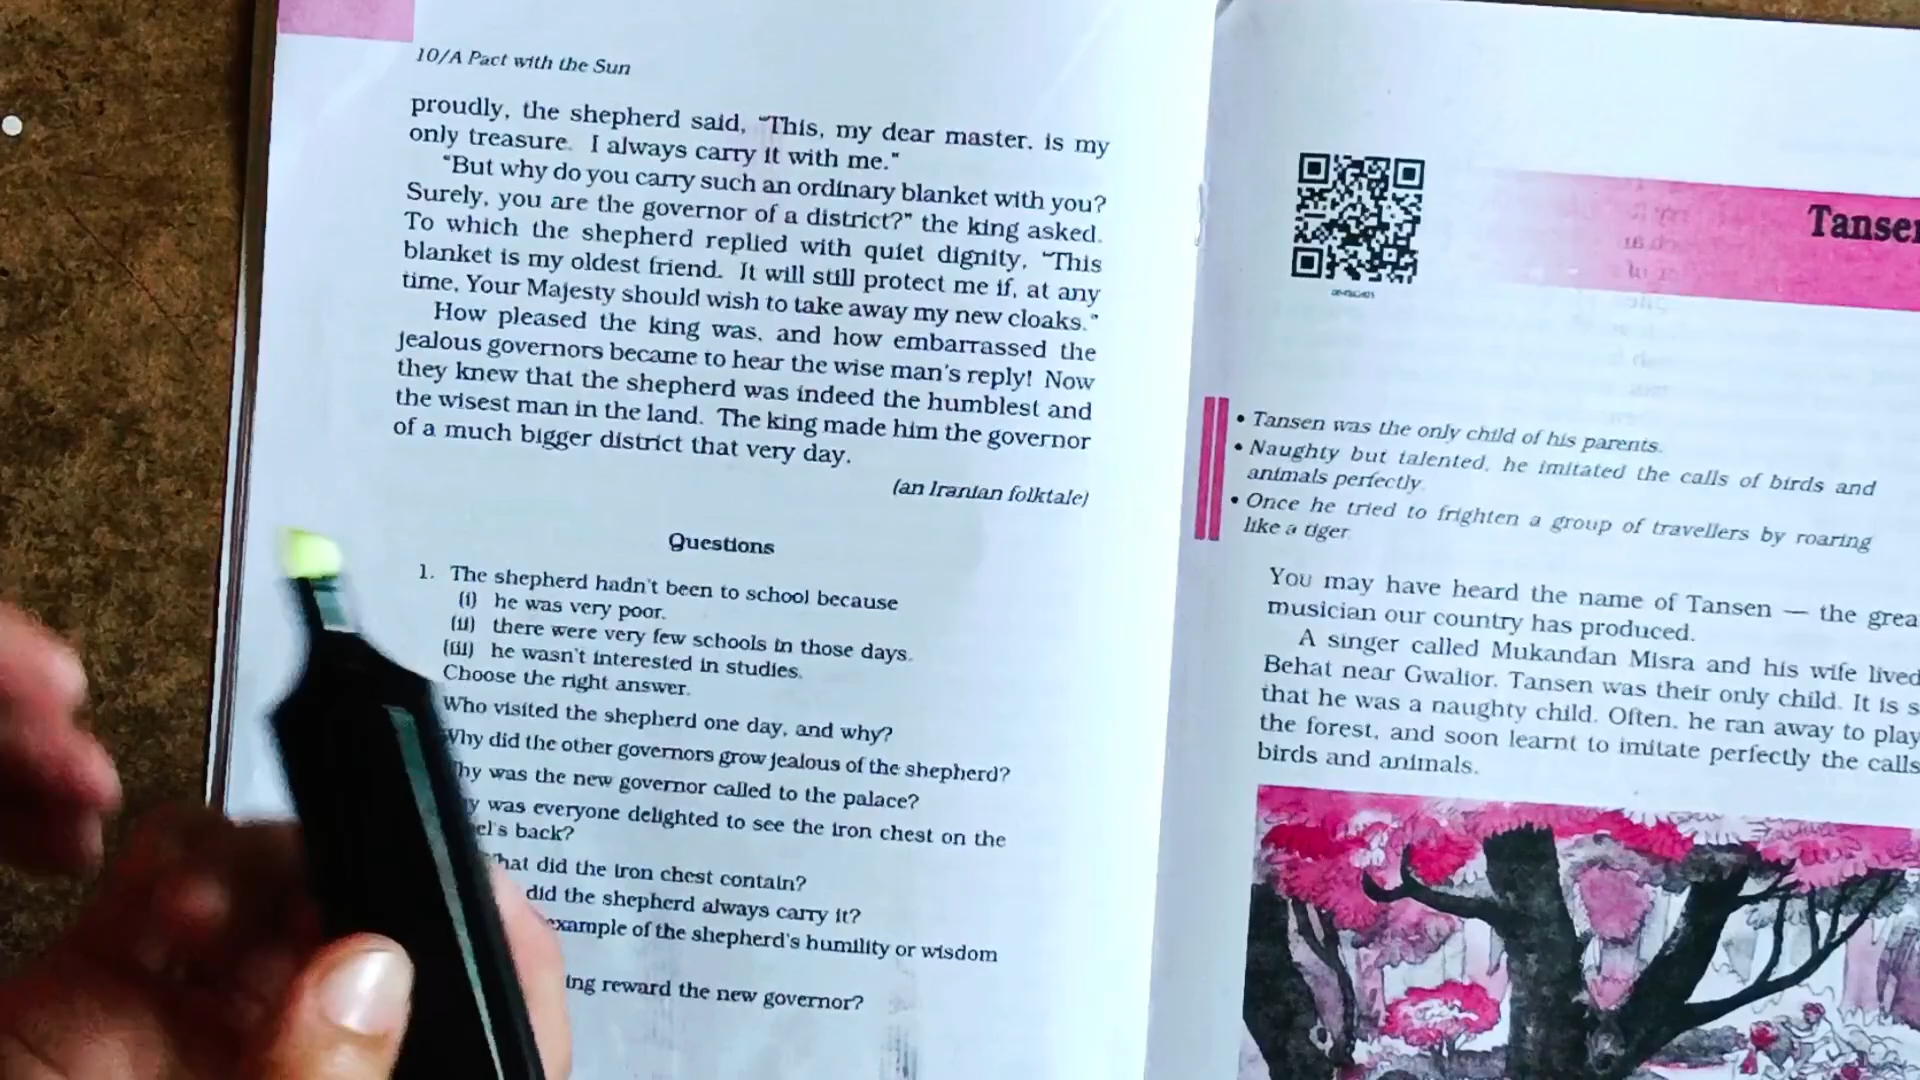 10/A Pact with the Sun
proudly, the shepherd said, “This, my dear master. is my
only treasure. I always carry it with me.”
“But why do you carry such an ordinary blanket with you?
Surely, you are the governor of a district?” the king asked.
To which the shepherd replied with quiet dignity, “This
blanket is my oldest friend. It will still protect me if, at any
time, Your Majesty should wish to take away my new cloaks.”
How pleased the king was, and how embarrassed the
jealous governors became to hear the wise man's reply! Now
they knew that the shepherd was indeed the humblest and
the wisest man in the land. The king made him the governor
of a much bigger district that very day.
(an Iranian folktale)
Questions
1. The shepherd hadn't been to school because
(i) he was very poor.
(ii) there were very few schools in those days.
(iii) he wasn't interested in studies.
Choose the right answer.
Who visited the shepherd one day, and why?
Why did the other governors grow jealous of the shepherd?
hy was the new governor called to the palace?
y was everyone delighted to see the iron chest on the
el's back?
hat did the iron chest contain?
did the shepherd always carry it?
example of the shepherd's humility or wisdom
ing reward the new governor?
Tansen
• Tansen was the only child of his parents.
• Naughty but talented, he imitated the calls of birds and
animals perfectly.
• Once he tried to frighten a group of travellers by roaring
like a tiger.
You may have heard the name of Tansen — the grea
musician our country has produced.
A singer called Mukandan Misra and his wife lived
Behat near Gwalior. Tansen was their only child. It is s
that he was a naughty child. Often, he ran away to play
the forest, and soon learnt to imitate perfectly the calls
birds and animals.